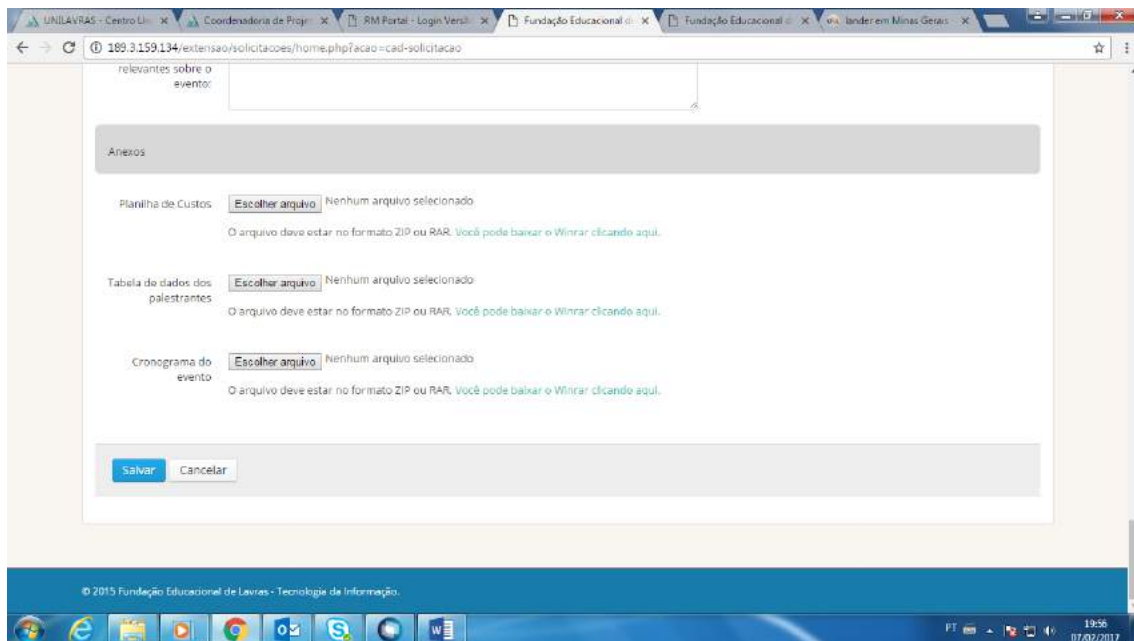 UNILAVRAS - Centro Un
Coordenadoria de Proje
RM Portal - Login Versã
Fundação Educacional d
Fundação Educacional d
lander em Minas Gerais
189.3.159.134/extensao/solicitacoes/home.php?acao=cad-solicitacao
relevantes sobre o
evento:
Anexos
Planilha de Custos
Escolher arquivo Nenhum arquivo selecionado
O arquivo deve estar no formato ZIP ou RAR. Você pode baixar o Winrar clicando aqui.
Tabela de dados dos
palestrantes
Escolher arquivo Nenhum arquivo selecionado
O arquivo deve estar no formato ZIP ou RAR. Você pode baixar o Winrar clicando aqui.
Cronograma do
evento
Escolher arquivo Nenhum arquivo selecionado
O arquivo deve estar no formato ZIP ou RAR. Você pode baixar o Winrar clicando aqui.
Salvar Cancelar
© 2015 Fundação Educacional de Lavras - Tecnologia da Informação.
PT
19:56
07/02/2017